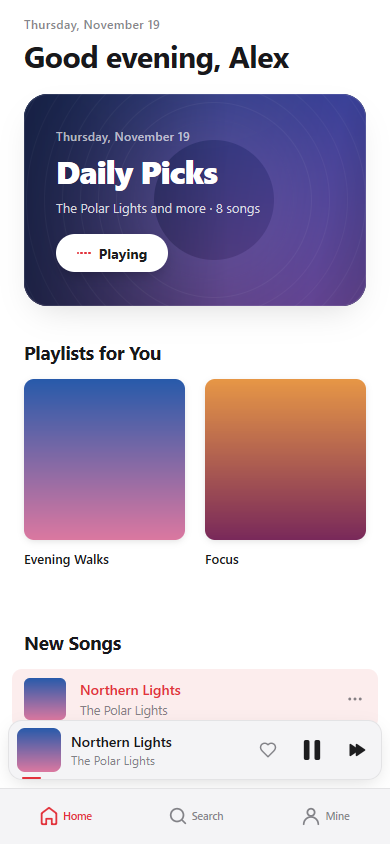 Thursday, November 19
Good evening, Alex
Thursday, November 19
Daily Picks
The Polar Lights and more · 8 songs
Playing
Playlists for You
Evening Walks
Focus
New Songs
Northern Lights
The Polar Lights
Northern Lights
The Polar Lights
Home
Search
Mine